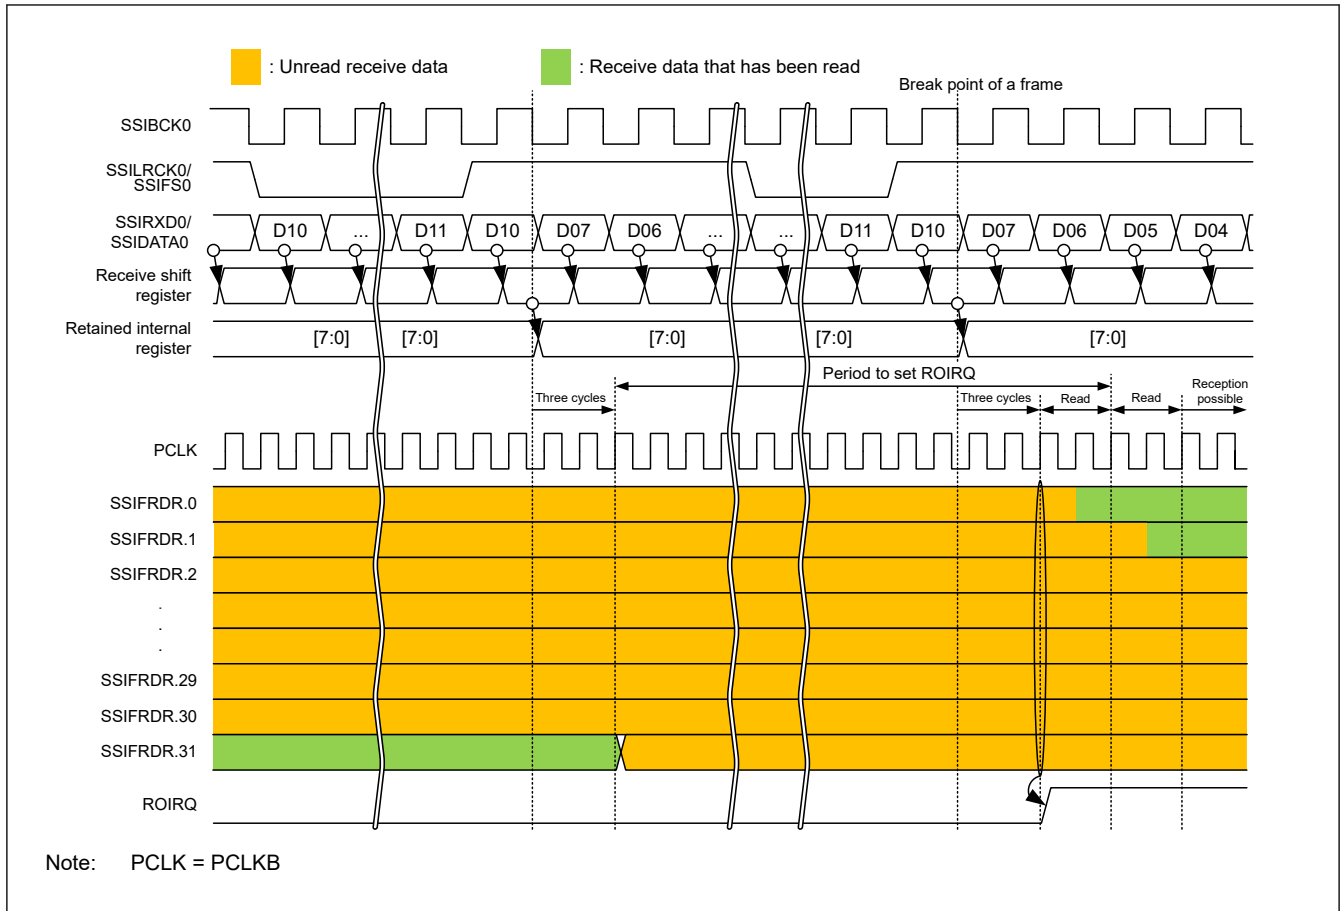 : Unread receive data
: Receive data that has been read
Break point of a frame
SSIBCK0
SSILRCK0/
SSIFS0
SSIRXD0/
SSIDATA0
D10 ... D11 D10 D07 D06 ... ... D11 D10 D07 D06 D05 D04
Receive shift
register
Retained internal
register
[7:0] [7:0] [7:0] [7:0] [7:0]
Period to set ROIRQ
Three cycles
Three cycles
Read
Read
Reception
possible
PCLK
SSIFRDR.0
SSIFRDR.1
SSIFRDR.2
.
.
.
SSIFRDR.29
SSIFRDR.30
SSIFRDR.31
ROIRQ
Note: PCLK = PCLKB